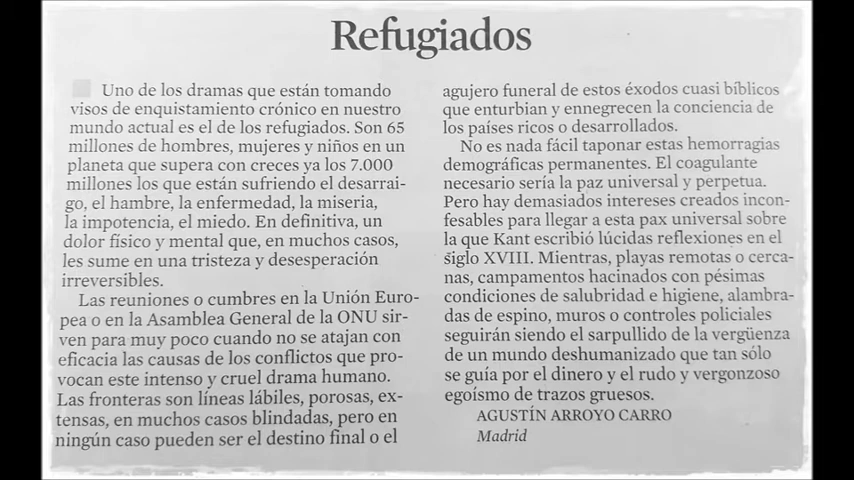 Refugiados
Uno de los dramas que están tomando
visos de enquistamiento crónico en nuestro
mundo actual es el de los refugiados. Son 65
millones de hombres, mujeres y niños en un
planeta que supera con creces ya los 7.000
millones los que están sufriendo el desarrai-
go, el hambre, la enfermedad, la miseria,
la impotencia, el miedo. En definitiva, un
dolor físico y mental que, en muchos casos,
les sume en una tristeza y desesperación
irreversibles.
Las reuniones o cumbres en la Unión Euro-
pea o en la Asamblea General de la ONU sir-
ven para muy poco cuando no se atajan con
eficacia las causas de los conflictos que pro-
vocan este intenso y cruel drama humano.
Las fronteras son líneas lábiles, porosas, ex-
tensas, en muchos casos blindadas, pero en
ningún caso pueden ser el destino final o el
agujero funeral de estos éxodos cuasi bíblicos
que enturbian y ennegrecen la conciencia de
los países ricos o desarrollados.
No es nada fácil taponar estas hemorragias
demográficas permanentes. El coagulante
necesario sería la paz universal y perpetua.
Pero hay demasiados intereses creados incon-
fesables para llegar a esta pax universal sobre
la que Kant escribió lúcidas reflexiones en el
siglo XVIII. Mientras, playas remotas o cerca-
nas, campamentos hacinados con pésimas
condiciones de salubridad e higiene, alambra-
das de espino, muros o controles policiales
seguirán siendo el sarpullido de la vergüenza
de un mundo deshumanizado que tan sólo
se guía por el dinero y el rudo y vergonzoso
egoísmo de trazos gruesos.
AGUSTÍN ARROYO CARRO
Madrid